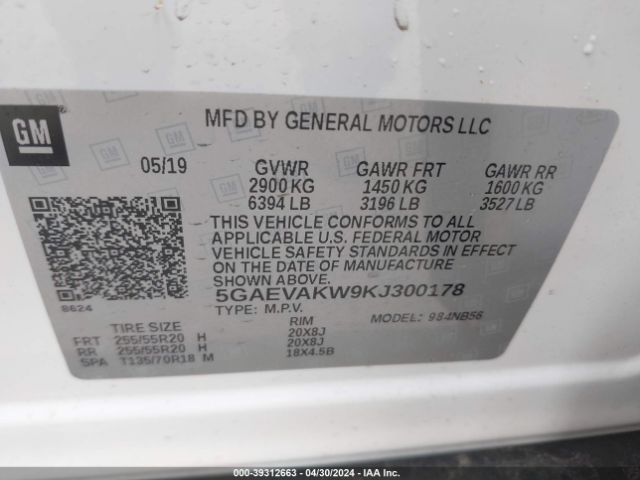 GM
MFD BY GENERAL MOTORS LLC
05/19 GVWR GAWR FRT GAWR RR
2900 KG 1450 KG 1600 KG
6394 LB 3196 LB 3527 LB
THIS VEHICLE CONFORMS TO ALL
APPLICABLE U.S. FEDERAL MOTOR
VEHICLE SAFETY STANDARDS IN EFFECT
ON THE DATE OF MANUFACTURE
SHOWN ABOVE.
8624
5GAEVAKW9KJ300178
TYPE: M.P.V. MODEL: 984NB56
TIRE SIZE RIM
FRT 255/55R20 H 20X8J
RR 255/55R20 H 20X8J
SPA T135/70R18 M 18X4.5B
000-39312663 - 04/30/2024 - IAAI.COM